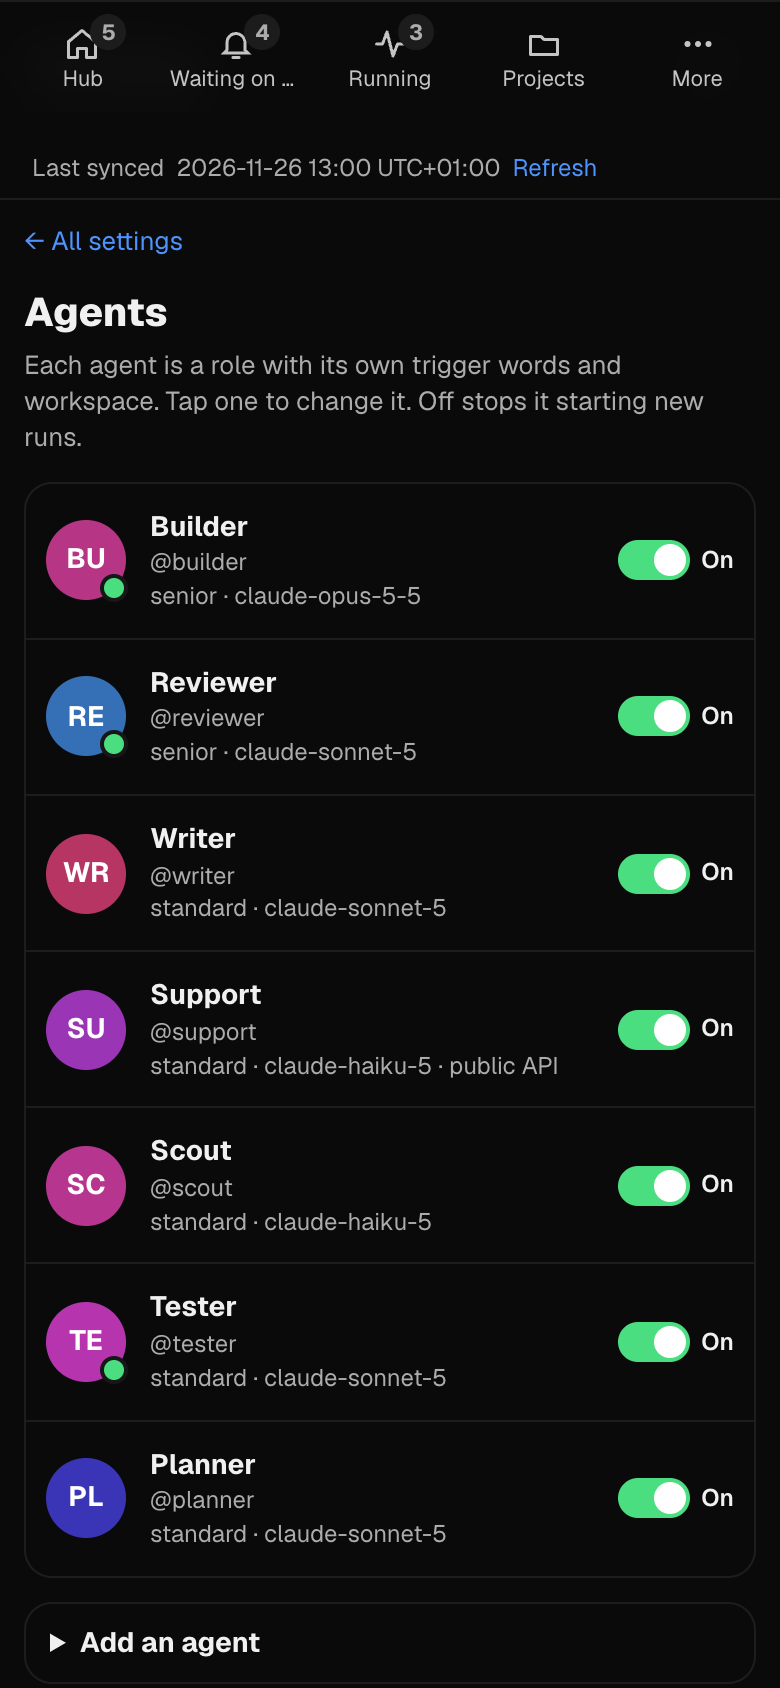 5
4
3
Hub
Waiting on ...
Running
Projects
More
Last synced 2026-11-26 13:00 UTC+01:00 Refresh
← All settings
Agents
Each agent is a role with its own trigger words and
workspace. Tap one to change it. Off stops it starting new
runs.
BU
Builder
@builder
senior · claude-opus-5-5
On
RE
Reviewer
@reviewer
senior · claude-sonnet-5
On
WR
Writer
@writer
standard · claude-sonnet-5
On
SU
Support
@support
standard · claude-haiku-5 · public API
On
SC
Scout
@scout
standard · claude-haiku-5
On
TE
Tester
@tester
standard · claude-sonnet-5
On
PL
Planner
@planner
standard · claude-sonnet-5
On
▶ Add an agent